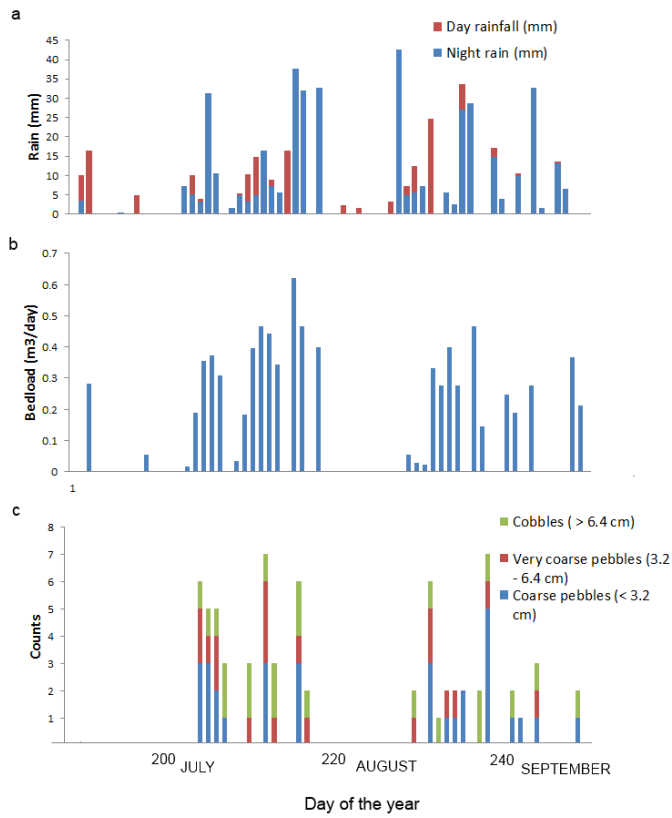 a
Day rainfall (mm)
Night rain (mm)
Rain (mm)
45
40
35
30
25
20
15
10
5
0
b
Bedload (m3/day)
0.7
0.6
0.5
0.4
0.3
0.2
0.1
0
1
c
Cobbles ( > 6.4 cm)
Very coarse pebbles (3.2
- 6.4 cm)
Coarse pebbles (< 3.2
cm)
Counts
8
7
6
5
4
3
2
1
200 JULY 220 AUGUST 240 SEPTEMBER
Day of the year